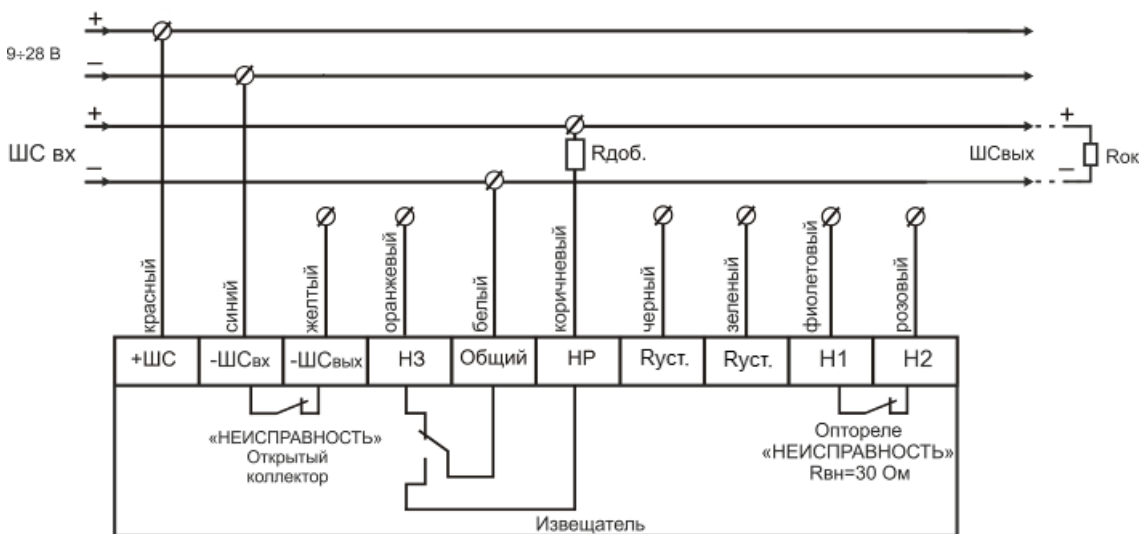 +
9÷28 В
−
+
ШС вх
−
Rдоб.
ШСвых
+
−
Rок
красный
синий
желтый
оранжевый
белый
коричневый
черный
зеленый
фиолетовый
розовый
+ШС
-ШСвх
-ШСвых
НЗ
Общий
НР
Rуст.
Rуст.
Н1
Н2
«НЕИСПРАВНОСТЬ»
Открытый
коллектор
Оптореле
«НЕИСПРАВНОСТЬ»
Rвн=30 Ом
Извещатель